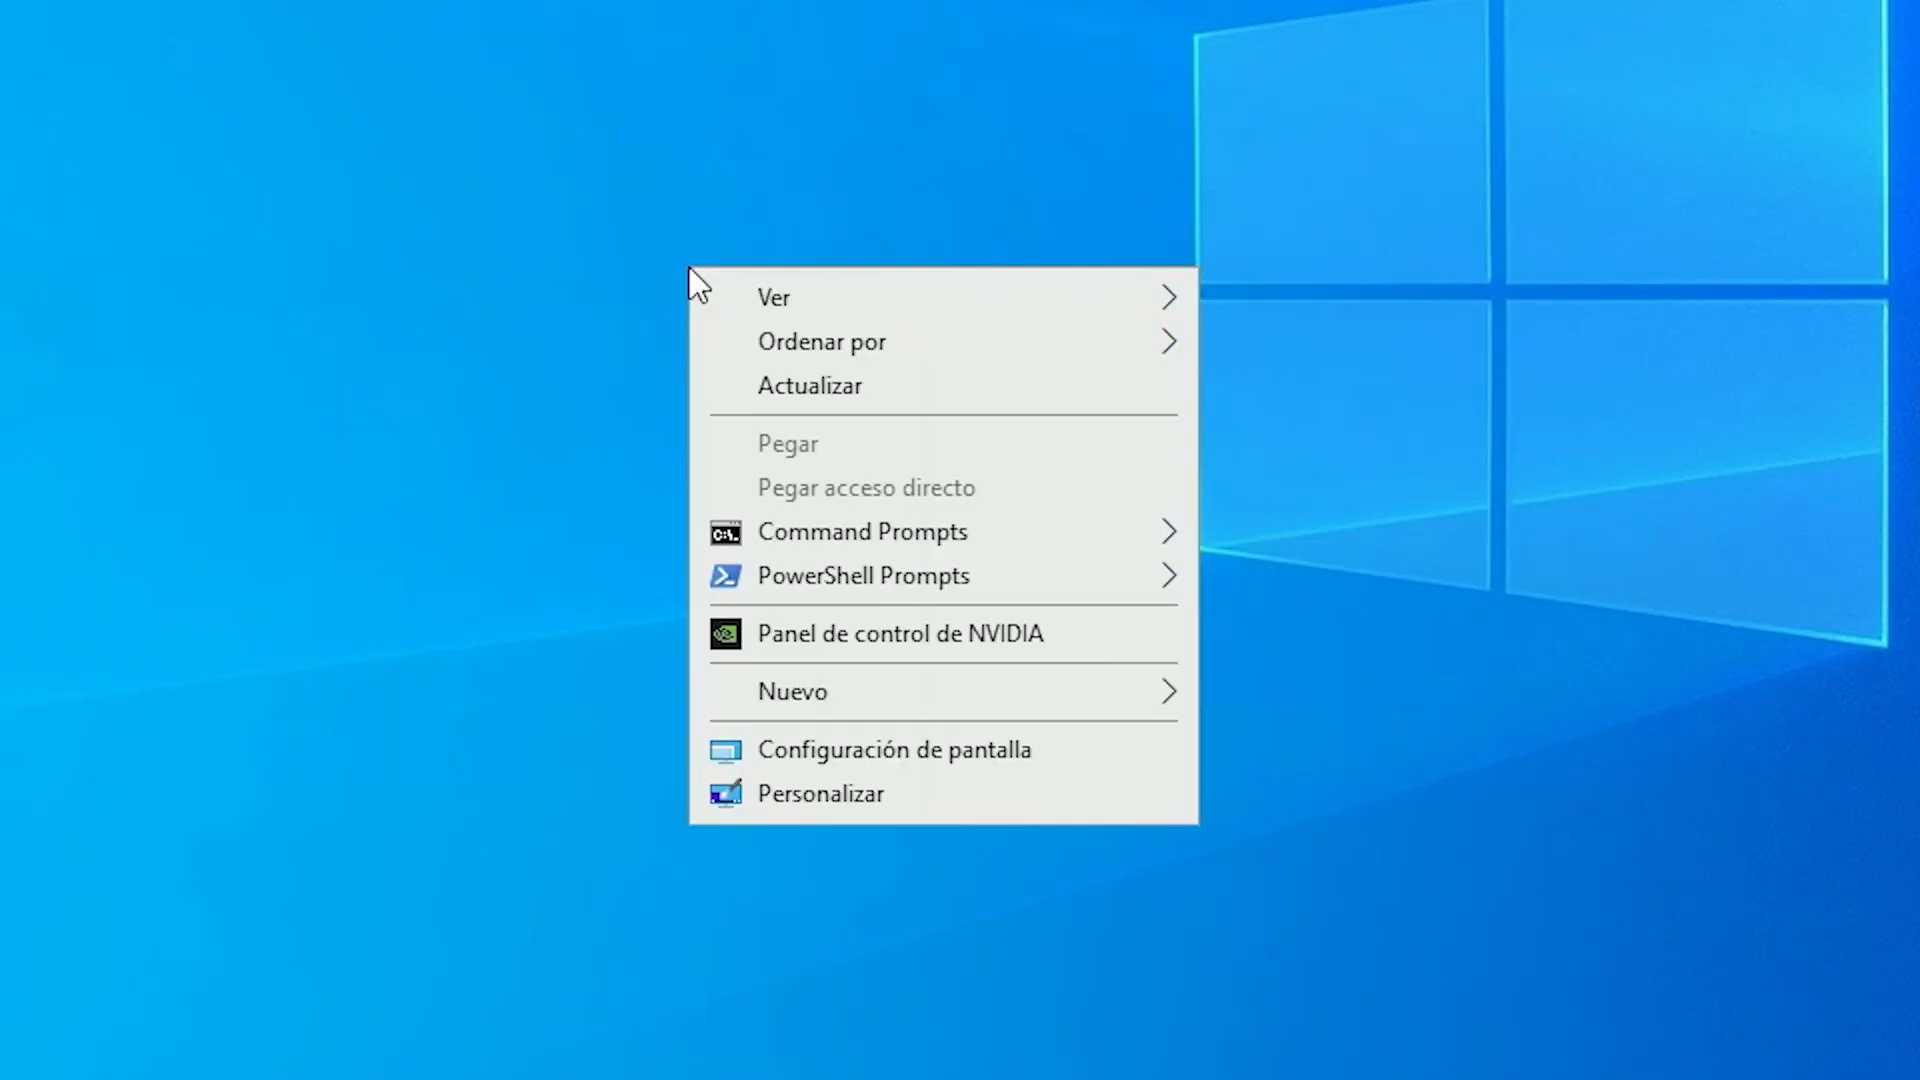 Ver
Ordenar por
Actualizar
Pegar
Pegar acceso directo
Command Prompts
PowerShell Prompts
Panel de control de NVIDIA
Nuevo
Configuración de pantalla
Personalizar